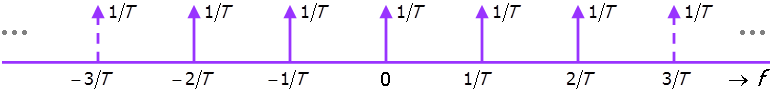 1/T 1/T 1/T 1/T 1/T 1/T 1/T
−3/T −2/T −1/T 0 1/T 2/T 3/T → f